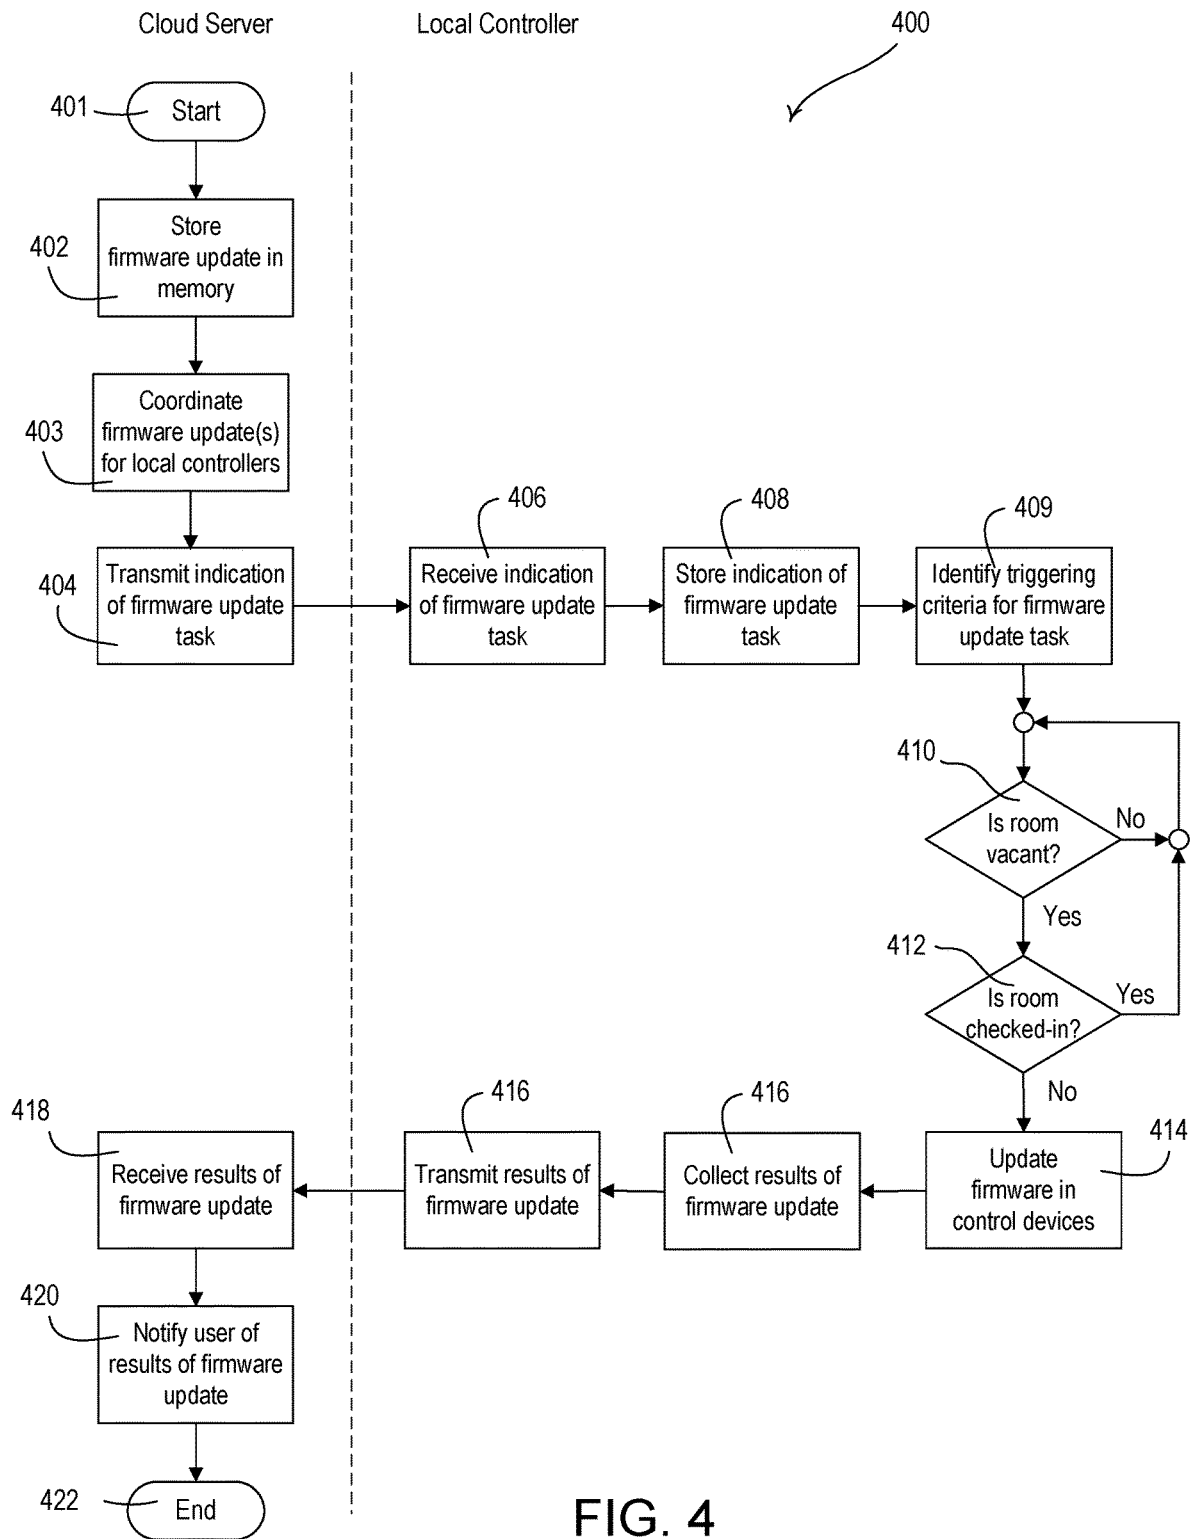 Cloud Server
Local Controller
400
401
Start
402
Store
firmware update in
memory
403
Coordinate
firmware update(s)
for local controllers
404
Transmit indication
of firmware update
task
406
Receive indication
of firmware update
task
408
Store indication of
firmware update
task
409
Identify triggering
criteria for firmware
update task
410
Is room
vacant?
No
Yes
412
Is room
checked-in?
Yes
No
414
Update
firmware in
control devices
416
Collect results of
firmware update
416
Transmit results of
firmware update
418
Receive results of
firmware update
420
Notify user of
results of firmware
update
422
End
FIG. 4